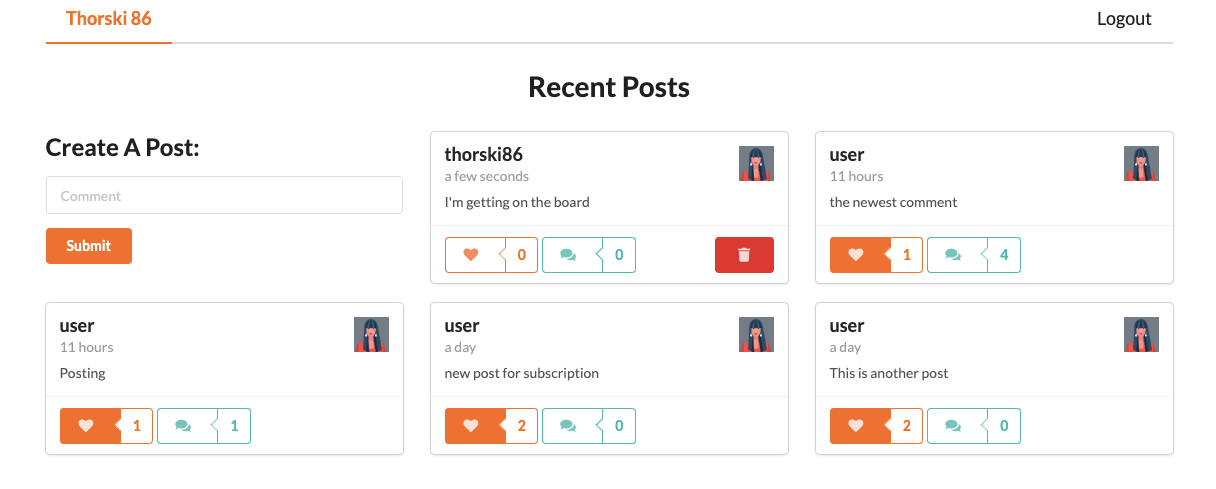 Thorski 86
Logout
Recent Posts
Create A Post:
Comment
Submit
thorski86
a few seconds
I'm getting on the board
0
0
user
11 hours
the newest comment
1
4
user
11 hours
Posting
1
1
user
a day
new post for subscription
2
0
user
a day
This is another post
2
0